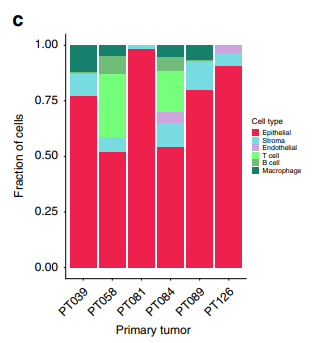 c
1.00
0.75
0.50
0.25
0.00
Fraction of cells
PT039
PT058
PT081
PT084
PT089
PT126
Primary tumor
Cell type
Epithelial
Stroma
Endothelial
T cell
B cell
Macrophage